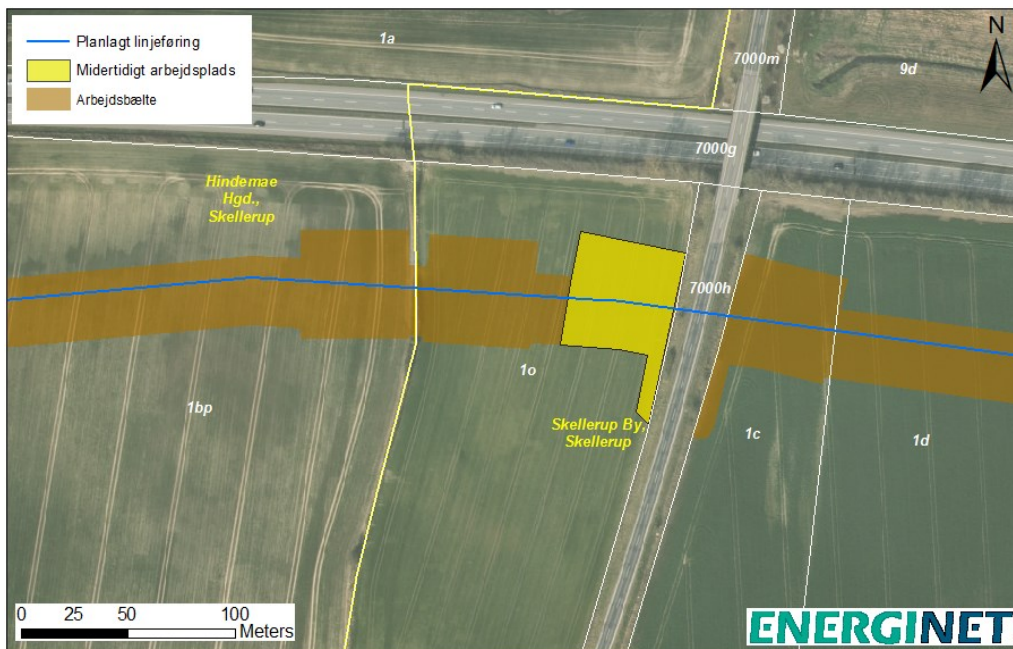 Planlagt linjeføring
Midertidigt arbejdsplads
Arbejdsbælte
1a
7000m
9d
N
7000g
Hindemae
Hgd.,
Skellerup
7000h
1o
1bp
Skellerup By,
Skellerup
1c
1d
0 25 50 100
Meters
ENERGINET